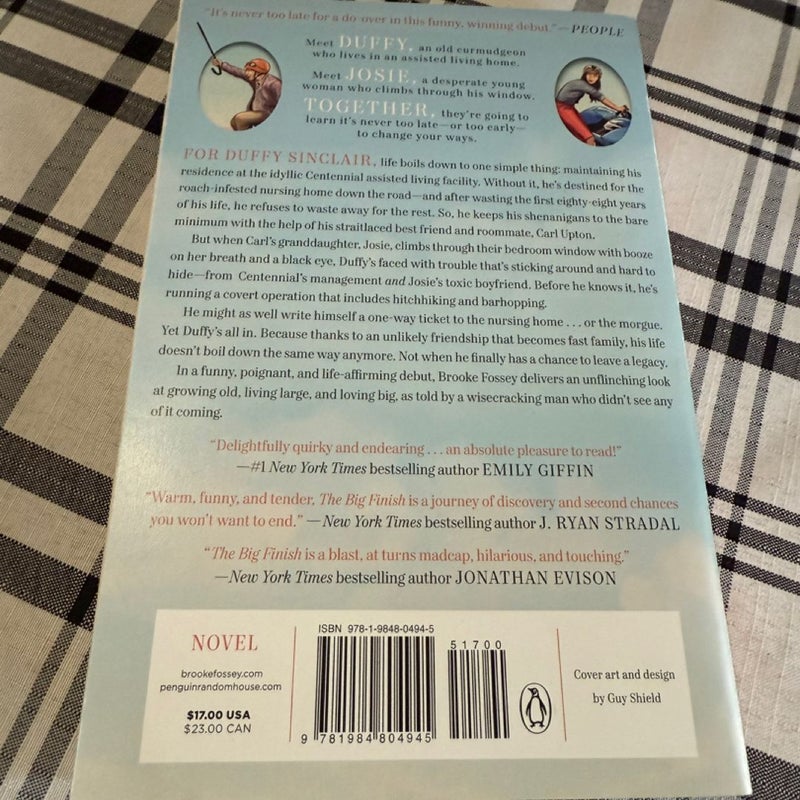 "It's never too late for a do-over in this funny, winning debut." —PEOPLE
Meet DUFFY, an old curmudgeon
who lives in an assisted living home.
Meet JOSIE, a desperate young
woman who climbs through his window.
TOGETHER, they're going to
learn it's never too late—or too early—
to change your ways.
FOR DUFFY SINCLAIR, life boils down to one simple thing: maintaining his
residence at the idyllic Centennial assisted living facility. Without it, he's destined for the
roach-infested nursing home down the road—and after wasting the first eighty-eight years
of his life, he refuses to waste away for the rest. So, he keeps his shenanigans to the bare
minimum with the help of his straitlaced best friend and roommate, Carl Upton.
But when Carl's granddaughter, Josie, climbs through their bedroom window with booze
on her breath and a black eye, Duffy's faced with trouble that's sticking around and hard to
hide—from Centennial's management and Josie's toxic boyfriend. Before he knows it, he's
running a covert operation that includes hitchhiking and barhopping.
He might as well write himself a one-way ticket to the nursing home . . . or the morgue.
Yet Duffy's all in. Because thanks to an unlikely friendship that becomes fast family, his life
doesn't boil down the same way anymore. Not when he finally has a chance to leave a legacy.
In a funny, poignant, and life-affirming debut, Brooke Fossey delivers an unflinching look
at growing old, living large, and loving big, as told by a wisecracking man who didn't see any
of it coming.
"Delightfully quirky and endearing . . . an absolute pleasure to read!"
—#1 New York Times bestselling author EMILY GIFFIN
"Warm, funny, and tender, The Big Finish is a journey of discovery and second chances
you won't want to end." —New York Times bestselling author J. RYAN STRADAL
"The Big Finish is a blast, at turns madcap, hilarious, and touching."
—New York Times bestselling author JONATHAN EVISON
NOVEL
brookefossey.com
penguinrandomhouse.com
$17.00 USA
$23.00 CAN
ISBN 978-1-9848-0494-5
51700
9 781984 804945
Cover art and design
by Guy Shield